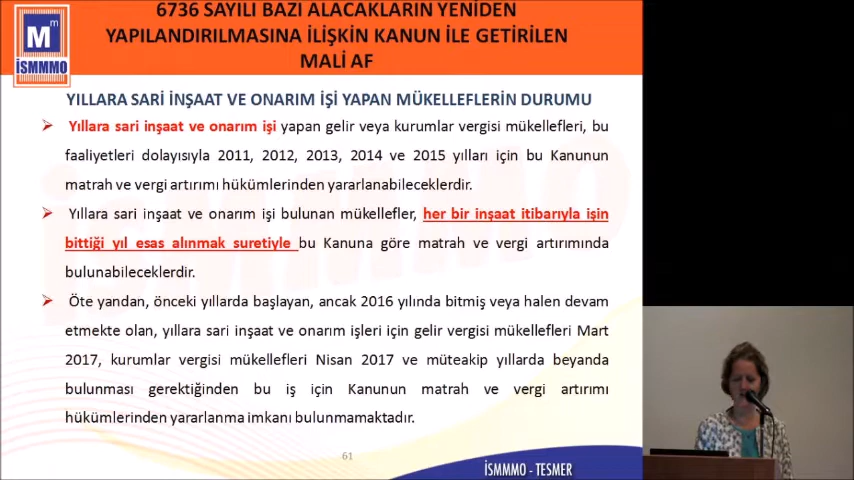 6736 SAYILI BAZI ALACAKLARIN YENİDEN
YAPILANDIRILMASINA İLİŞKİN KANUN İLE GETİRİLEN
MALİ AF
Mm
İSMMMO
YILLARA SARİ İNŞAAT VE ONARIM İŞİ YAPAN MÜKELLEFLERİN DURUMU
Yıllara sari inşaat ve onarım işi yapan gelir veya kurumlar vergisi mükellefleri, bu
faaliyetleri dolayısıyla 2011, 2012, 2013, 2014 ve 2015 yılları için bu Kanunun
matrah ve vergi artırımı hükümlerinden yararlanabileceklerdir.
Yıllara sari inşaat ve onarım işi bulunan mükellefler, her bir inşaat itibarıyla işin
bittiği yıl esas alınmak suretiyle bu Kanuna göre matrah ve vergi artırımında
bulunabileceklerdir.
Öte yandan, önceki yıllarda başlayan, ancak 2016 yılında bitmiş veya halen devam
etmekte olan, yıllara sari inşaat ve onarım işleri için gelir vergisi mükellefleri Mart
2017, kurumlar vergisi mükellefleri Nisan 2017 ve müteakip yıllarda beyanda
bulunması gerektiğinden bu iş için Kanunun matrah ve vergi artırımı
hükümlerinden yararlanma imkanı bulunmamaktadır.
61
İSMMMO - TESMER